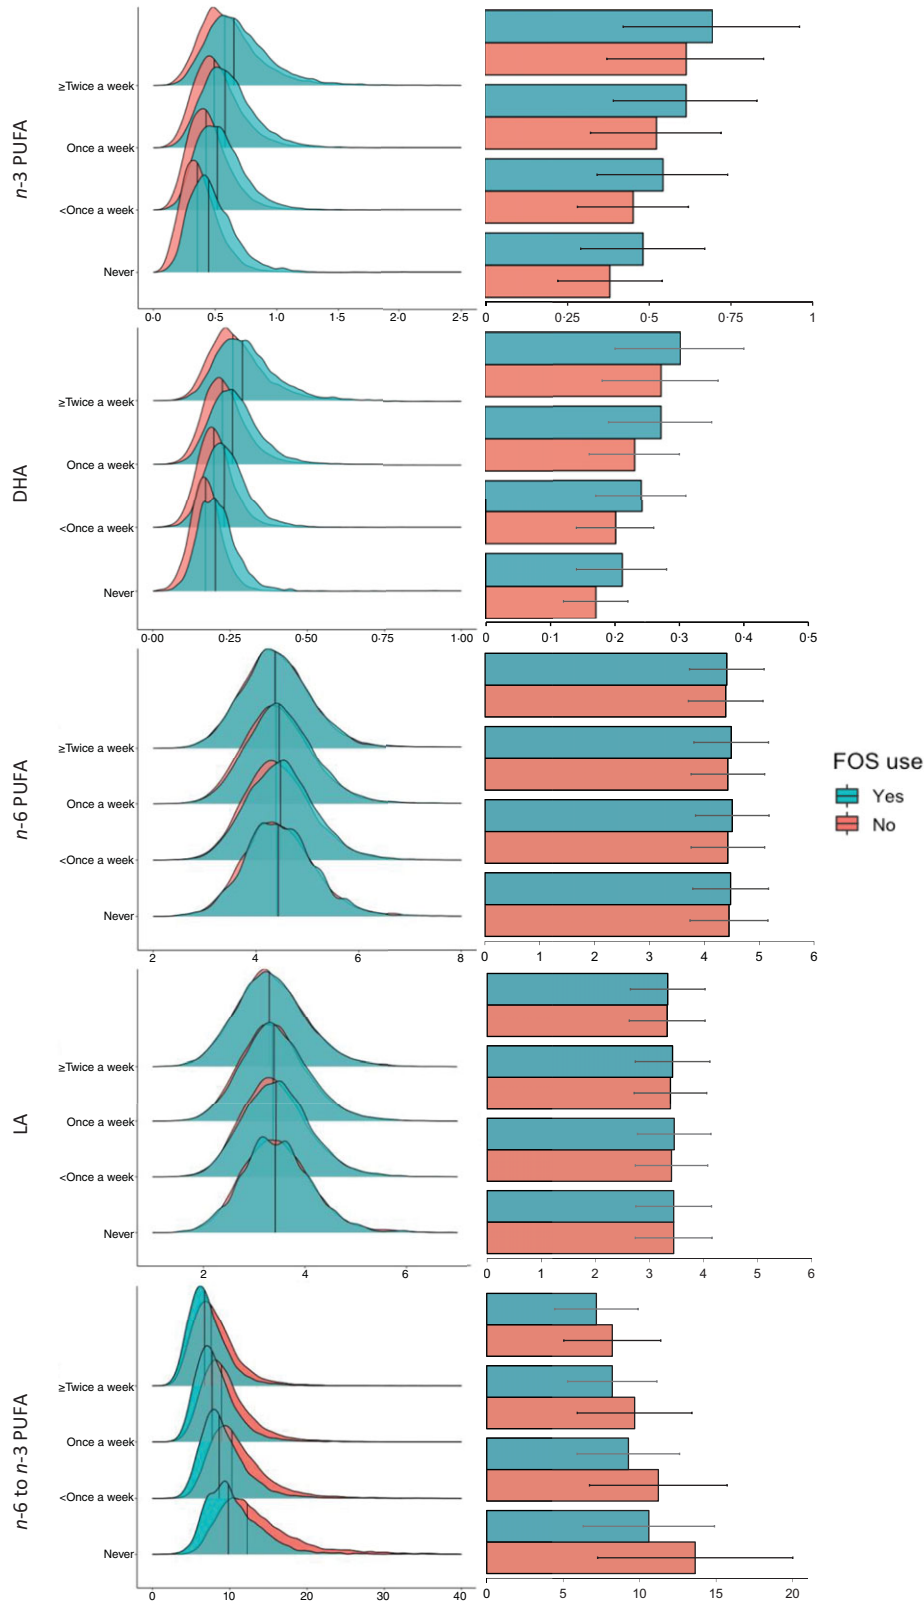 n-3 PUFA
≥Twice a week
Once a week
<Once a week
Never
0·0 0·5 1·0 1·5 2·0 2·5
0 0·25 0·5 0·75 1
DHA
≥Twice a week
Once a week
<Once a week
Never
0·00 0·25 0·50 0·75 1·00
0 0·1 0·2 0·3 0·4 0·5
n-6 PUFA
≥Twice a week
Once a week
<Once a week
Never
2 4 6 8
0 1 2 3 4 5 6
FOS use
Yes
No
LA
≥Twice a week
Once a week
<Once a week
Never
2 4 6
0 1 2 3 4 5 6
n-6 to n-3 PUFA
≥Twice a week
Once a week
<Once a week
Never
0 10 20 30 40
0 5 10 15 20